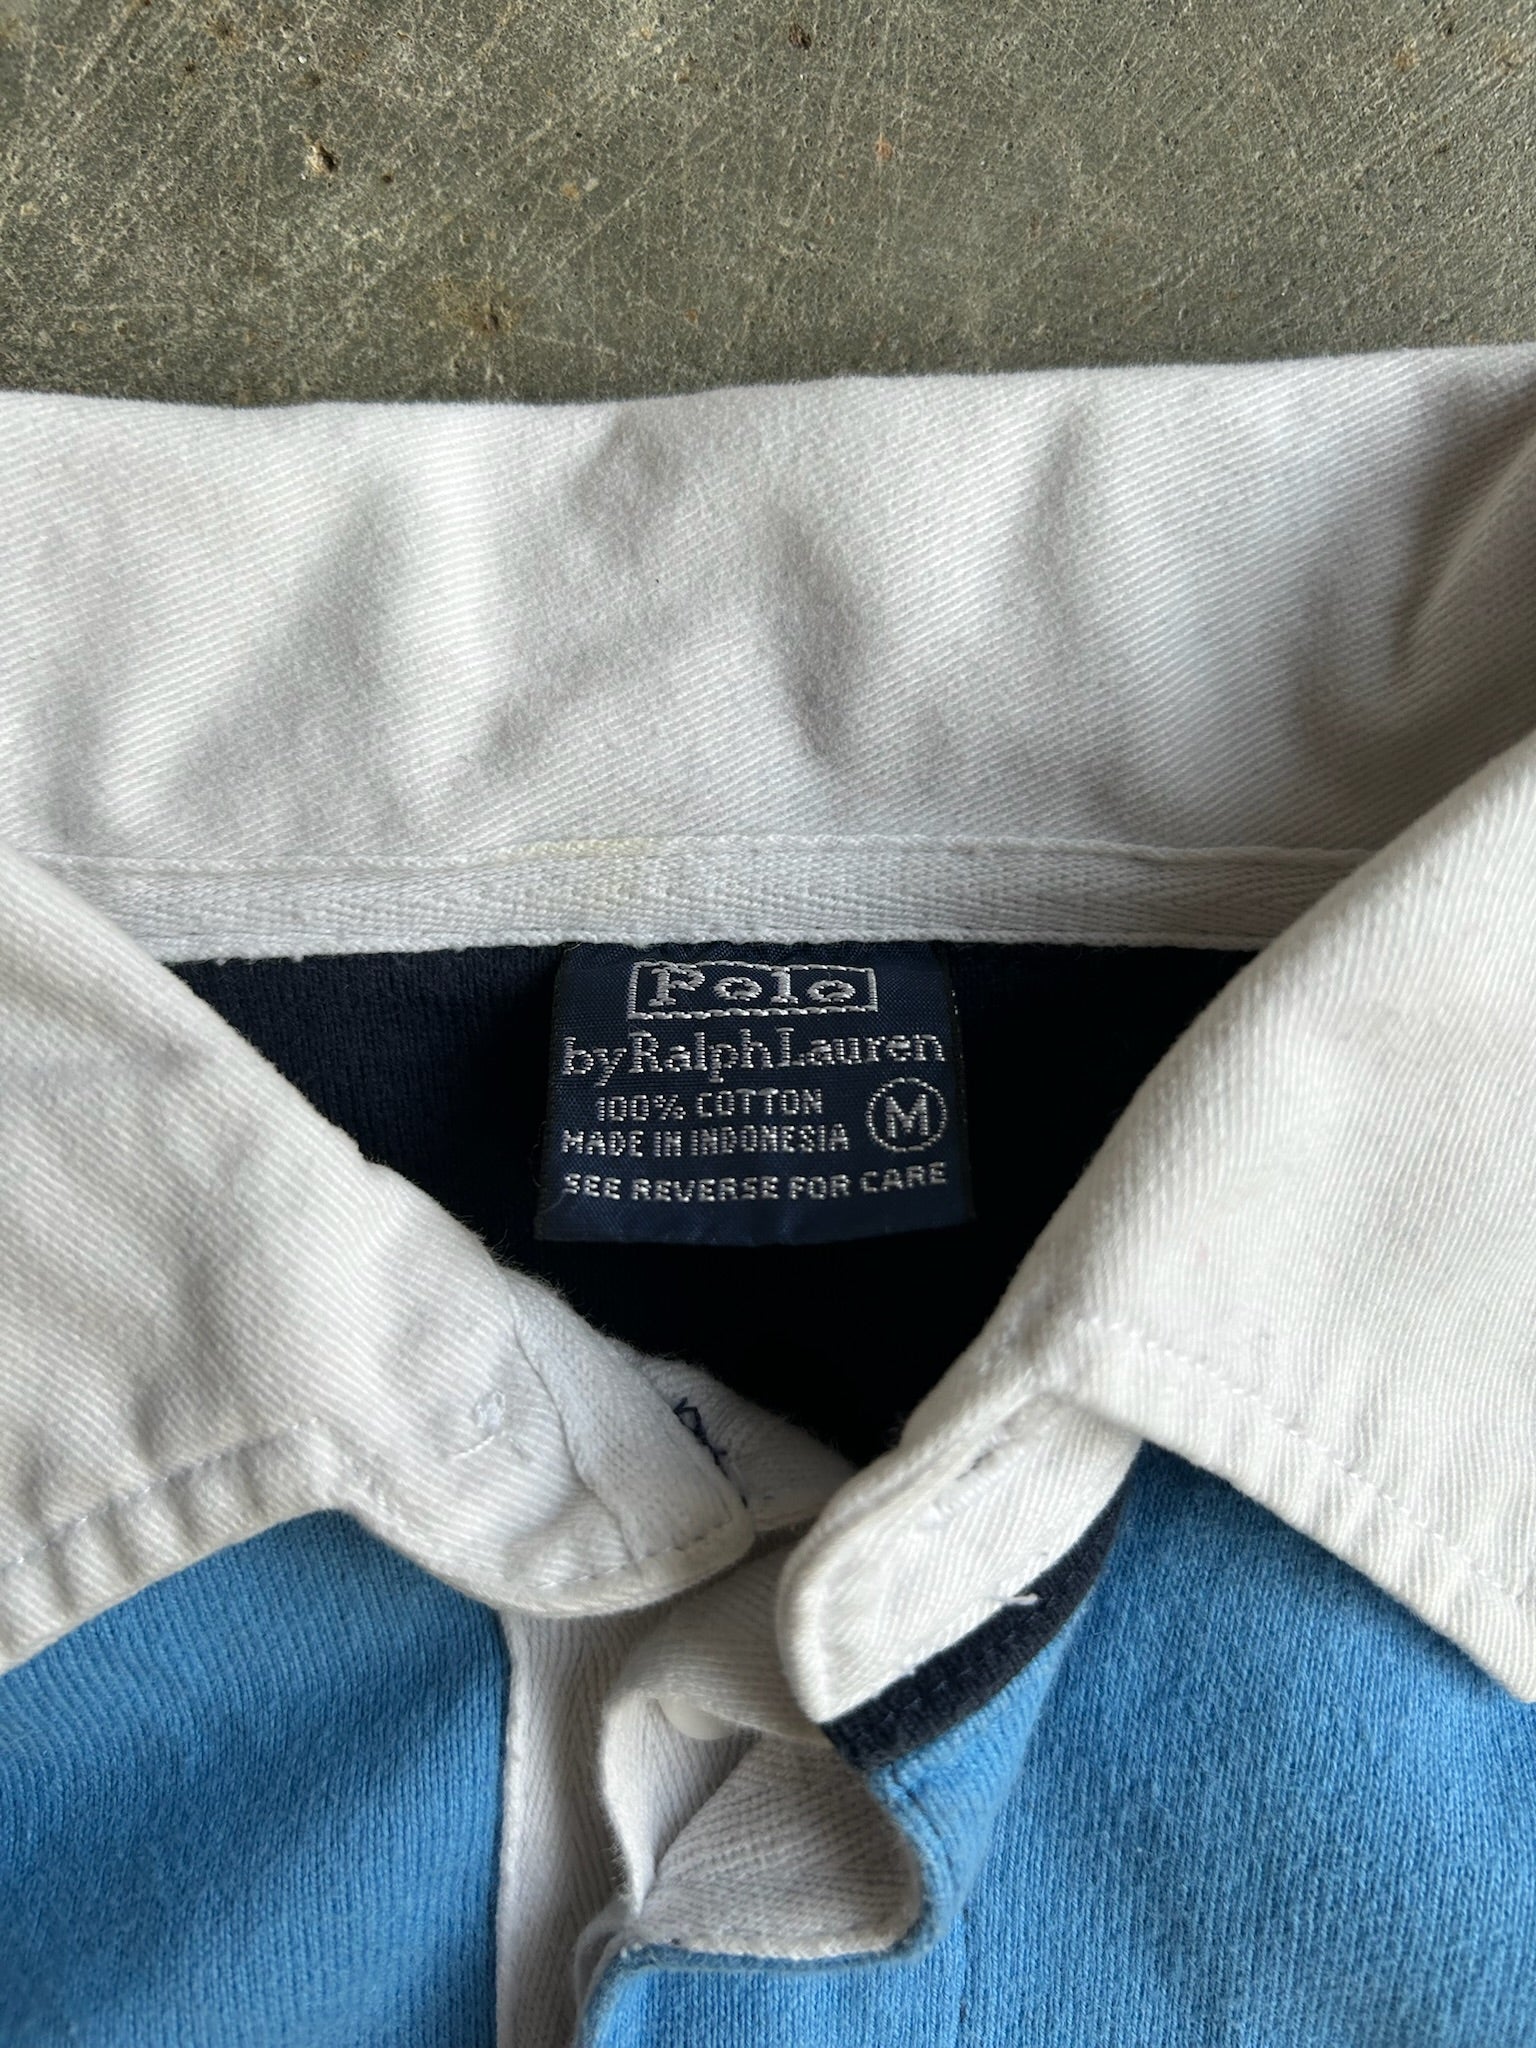 Polo
by Ralph Lauren
100% COTTON
MADE IN INDONESIA
M
SEE REVERSE FOR CARE